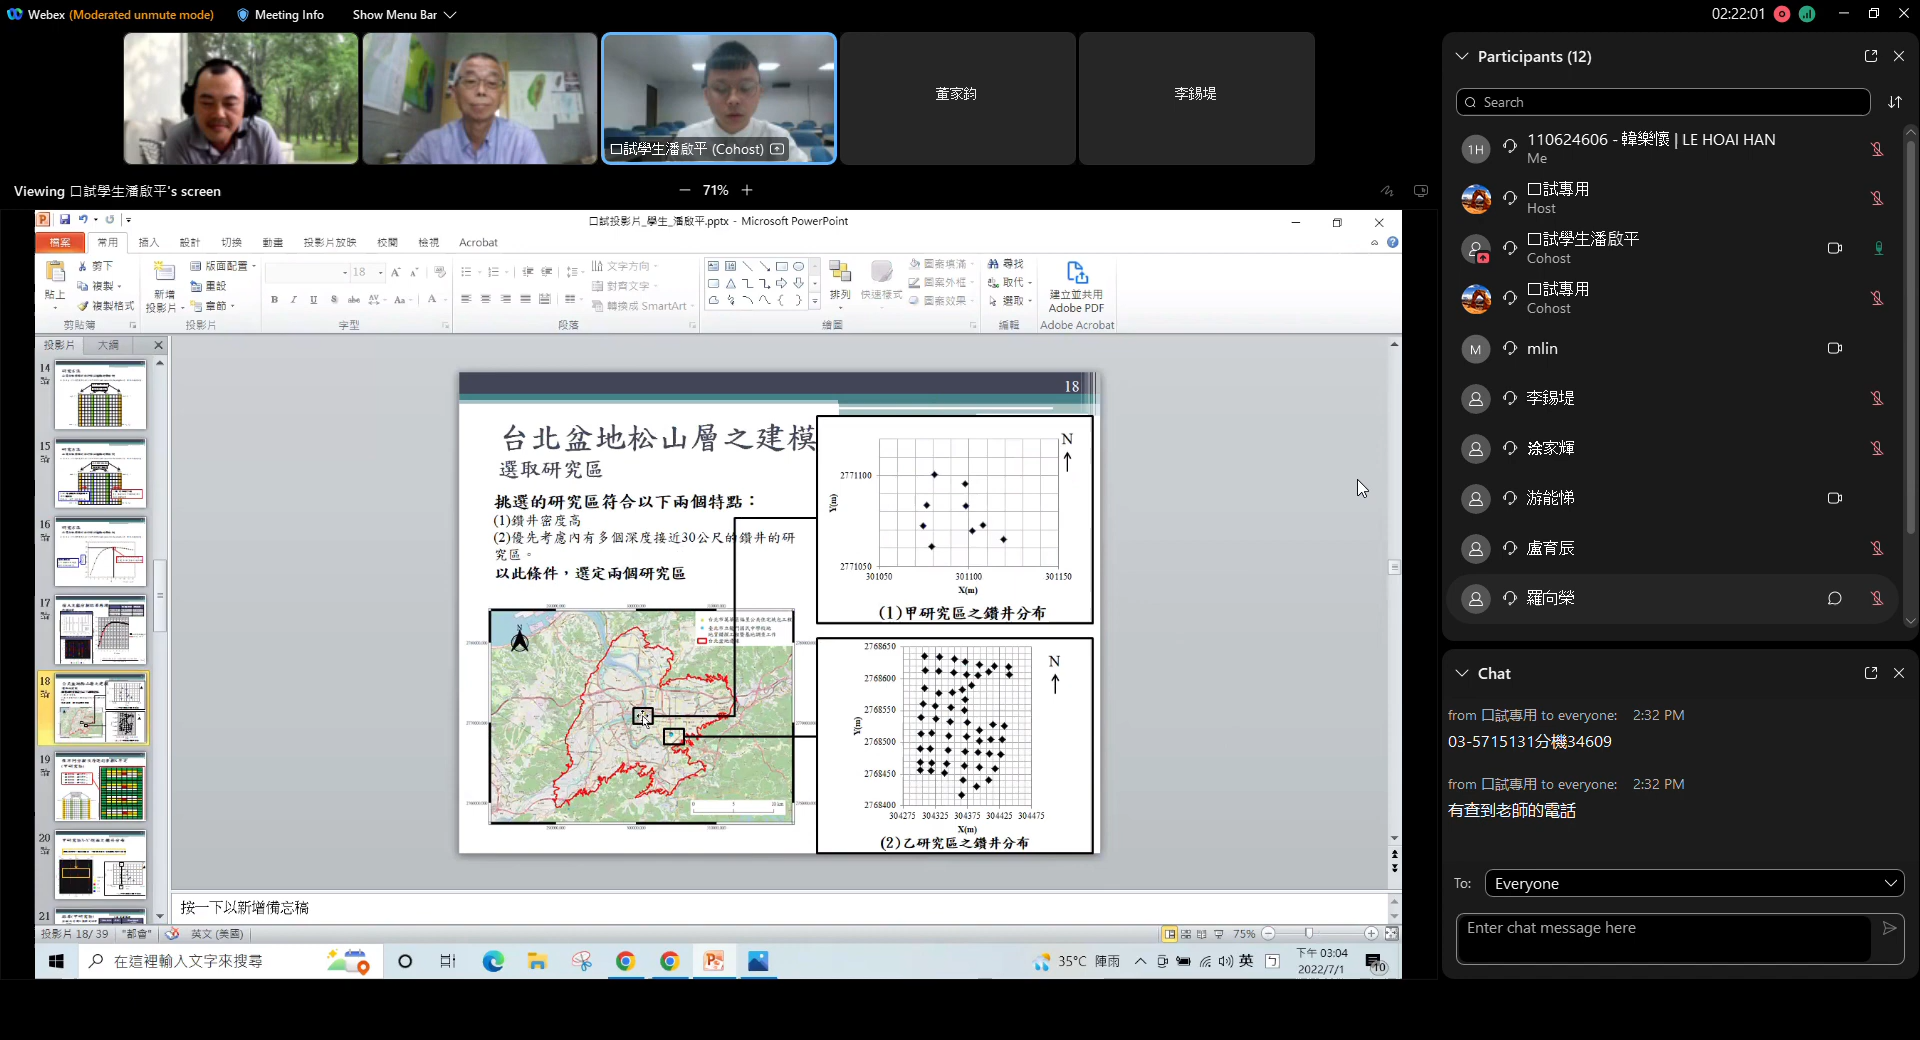 Webex (Moderated unmute mode)
Meeting Info
Show Menu Bar
02:22:01
口試學生潘啟平 (Cohost)
董家鈞
李錫堤
Viewing 口試學生潘啟平's screen
71%
口試投影片_學生_潘啟平.pptx - Microsoft PowerPoint
檔案 常用 插入 設計 切換 動畫 投影片放映 校閱 檢視 Acrobat
貼上
剪下
複製
複製格式
剪貼簿
新增
投影片
版面配置
重設
章節
投影片
18
字型
文字方向
對齊文字
轉換成 SmartArt
段落
排列
快速樣式
圖案填滿
圖案外框
圖案效果
繪圖
尋找
取代
選取
編輯
建立並共用
Adobe PDF
Adobe Acrobat
投影片 大綱
14
15
16
17
18
19
20
21
18
台北盆地松山層之建模
選取研究區
挑選的研究區符合以下兩個特點：
(1)鑽井密度高
(2)優先考慮內有多個深度接近30公尺的鑽井的研
究區。
以此條件，選定兩個研究區
N
2771100
Y(m)
2771050
301050 301100 301150
X(m)
(1)甲研究區之鑽井分布
N
2768650
2768600
2768550
Y(m)
2768500
2768450
2768400
304275 304325 304375 304425 304475
X(m)
(2)乙研究區之鑽井分布
按一下以新增備忘稿
投影片 18/39 "都會" 英文 (美國)
75%
在這裡輸入文字來搜尋
35°C 陣雨
英
下午 03:04
2022/7/1
10
Participants (12)
Search
1H
110624606 - 韓樂懷 | LE HOAI HAN
Me
口試專用
Host
口試學生潘啟平
Cohost
口試專用
Cohost
M
mlin
李錫堤
涂家輝
游能悌
盧育辰
羅向榮
Chat
from 口試專用 to everyone: 2:32 PM
03-5715131分機34609
from 口試專用 to everyone: 2:32 PM
有查到老師的電話
To: Everyone
Enter chat message here